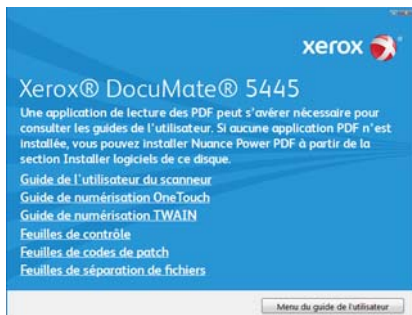 xerox
Xerox® DocuMate® 5445
Une application de lecture des PDF peut s'avérer nécessaire pour
consulter les guides de l'utilisateur. Si aucune application PDF n'est
installée, vous pouvez installer Nuance Power PDF à partir de la
section Installer logiciels de ce disque.
Guide de l'utilisateur du scanneur
Guide de numérisation OneTouch
Guide de numérisation TWAIN
Feuilles de contrôle
Feuilles de codes de patch
Feuilles de séparation de fichiers
Menu du guide de l'utilisateur